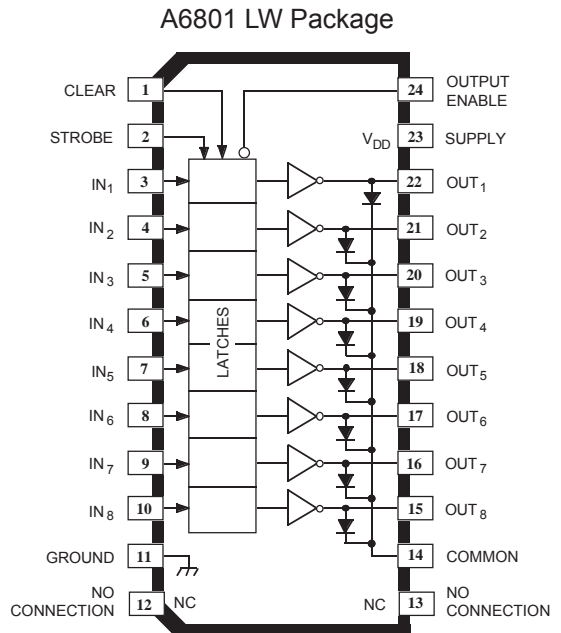 A6801 LW Package
CLEAR 1
24 OUTPUT ENABLE
STROBE 2
V_DD 23 SUPPLY
IN_1 3
22 OUT_1
IN_2 4
21 OUT_2
IN_3 5
20 OUT_3
IN_4 6
19 OUT_4
LATCHES
IN_5 7
18 OUT_5
IN_6 8
17 OUT_6
IN_7 9
16 OUT_7
IN_8 10
15 OUT_8
GROUND 11
14 COMMON
NO CONNECTION 12 NC
NC 13 NO CONNECTION